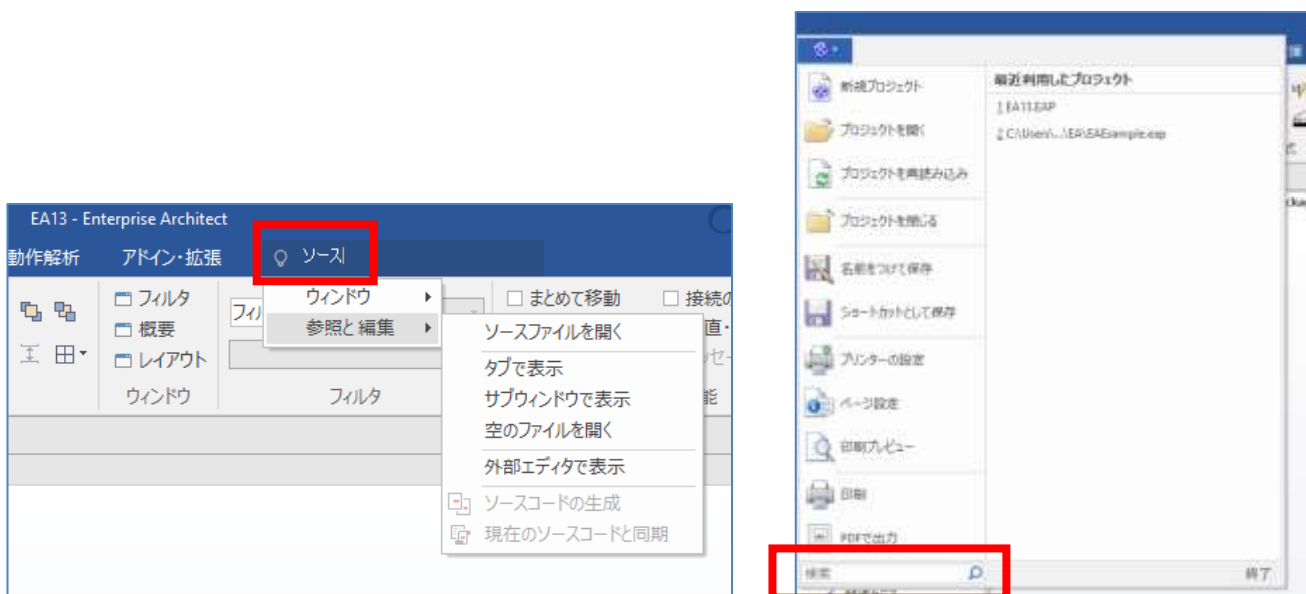 EA13 - Enterprise Architect
動作解析 アドイン・拡張 ソース
フィルタ
概要
レイアウト
ウィンドウ
フィル
フィルタ
まとめて移動 接続の
直・
能
ウィンドウ
参照と編集
ソースファイルを開く
タブで表示
サブウィンドウで表示
空のファイルを開く
外部エディタで表示
ソースコードの生成
現在のソースコードと同期
新規プロジェクト
プロジェクトを開く
プロジェクトを再読み込み
プロジェクトを閉じる
名前をつけて保存
ショートカットとして保存
プリンターの設定
ページ設定
印刷プレビュー
印刷
PDFで出力
検索
終了
最近利用したプロジェクト
1 EA11.EAP
2 C:\Users\...\EA\EAExample.eap